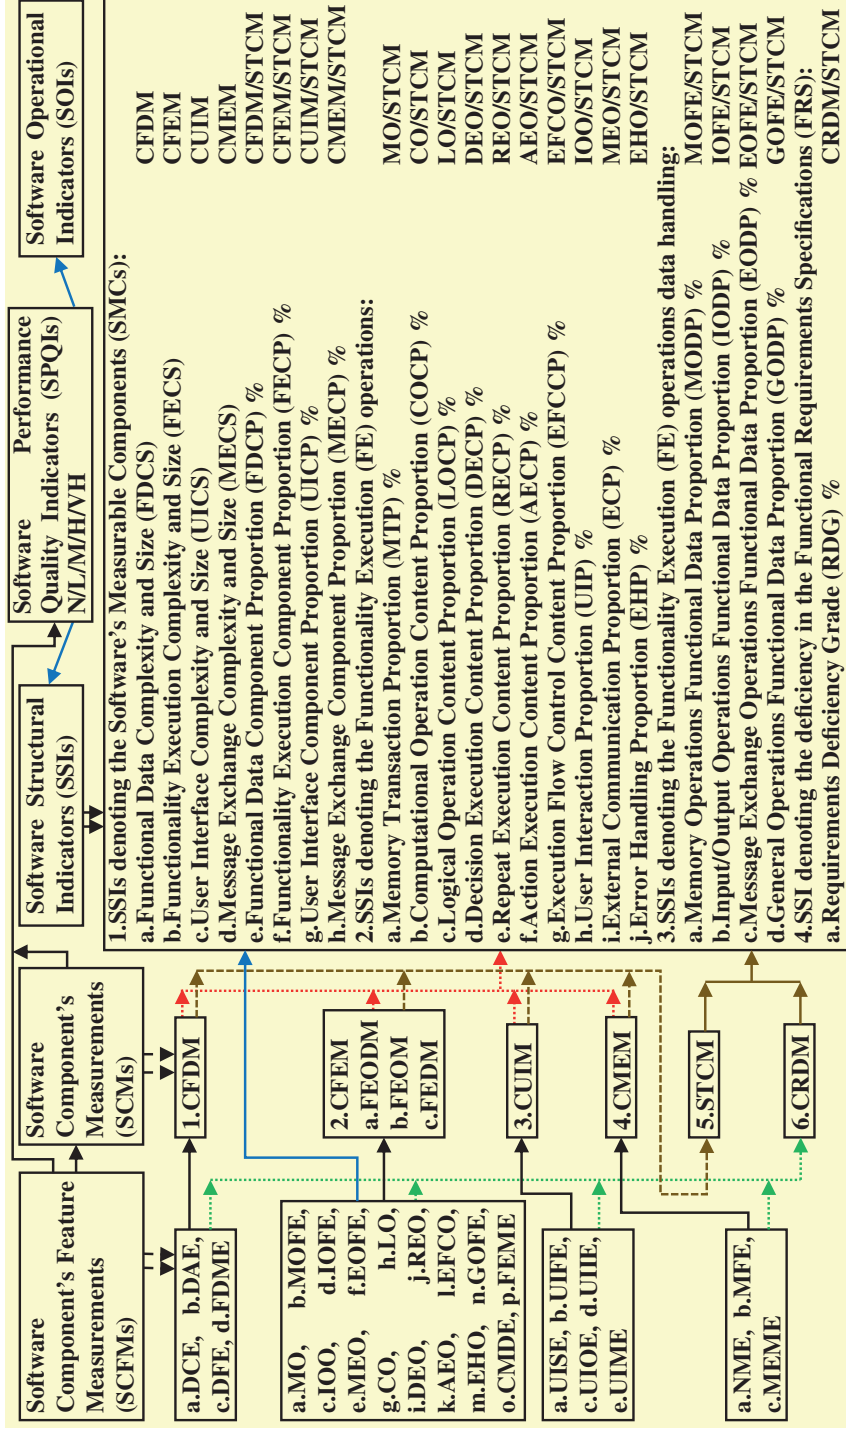 Software
Component's Feature
Measurements
(SCFMs)
Software
Component's
Measurements
(SCMs)
Software Structural
Indicators (SSIs)
Software Performance
Quality Indicators (SPQIs)
N/L/M/H/VH
Software Operational
Indicators (SOIs)
a.DCE, b.DAE,
c.DFE, d.FDME
a.MO, b.MOFE,
c.IOO, d.IOFE,
e.MEO, f.EOFE,
g.CO, h.LO,
i.DEO, j.REO,
k.AEO, l.EFCO,
m.EHO, n.GOFE,
o.CMDE, p.FEME
a.UISE, b.UIFE,
c.UIOE, d.UIIE,
e.UIME
a.NME, b.MFE,
c.MEME
1.CFDM
2.CFEM
a.FEODM
b.FEOM
c.FEDM
3.CUIM
4.CMEM
5.STCM
6.CRDM
1.SSIs denoting the Software's Measurable Components (SMCs):
a.Functional Data Complexity and Size (FDCS) CFDM
b.Functionality Execution Complexity and Size (FECS) CFEM
c.User Interface Complexity and Size (UICS) CUIM
d.Message Exchange Complexity and Size (MECS) CMEM
e.Functional Data Component Proportion (FDCP) % CFDM/STCM
f.Functionality Execution Component Proportion (FECP) % CFEM/STCM
g.User Interface Component Proportion (UICP) % CUIM/STCM
h.Message Exchange Component Proportion (MECP) % CMEM/STCM
2.SSIs denoting the Functionality Execution (FE) operations:
a.Memory Transaction Proportion (MTP) % MO/STCM
b.Computational Operation Content Proportion (COCP) % CO/STCM
c.Logical Operation Content Proportion (LOCP) % LO/STCM
d.Decision Execution Content Proportion (DECP) % DEO/STCM
e.Repeat Execution Content Proportion (RECP) % REO/STCM
f.Action Execution Content Proportion (AECP) % AEO/STCM
g.Execution Flow Control Content Proportion (EFCCP) % EFCO/STCM
h.User Interaction Proportion (UIP) % IOO/STCM
i.External Communication Proportion (ECP) % MEO/STCM
j.Error Handling Proportion (EHP) % EHO/STCM
3.SSIs denoting the Functionality Execution (FE) operations data handling:
a.Memory Operations Functional Data Proportion (MODP) % MOFE/STCM
b.Input/Output Operations Functional Data Proportion (IODP) % IOFE/STCM
c.Message Exchange Operations Functional Data Proportion (EODP) % EOFE/STCM
d.General Operations Functional Data Proportion (GODP) % GOFE/STCM
4.SSI denoting the deficiency in the Functional Requirements Specifications (FRS):
a.Requirements Deficiency Grade (RDG) % CRDM/STCM